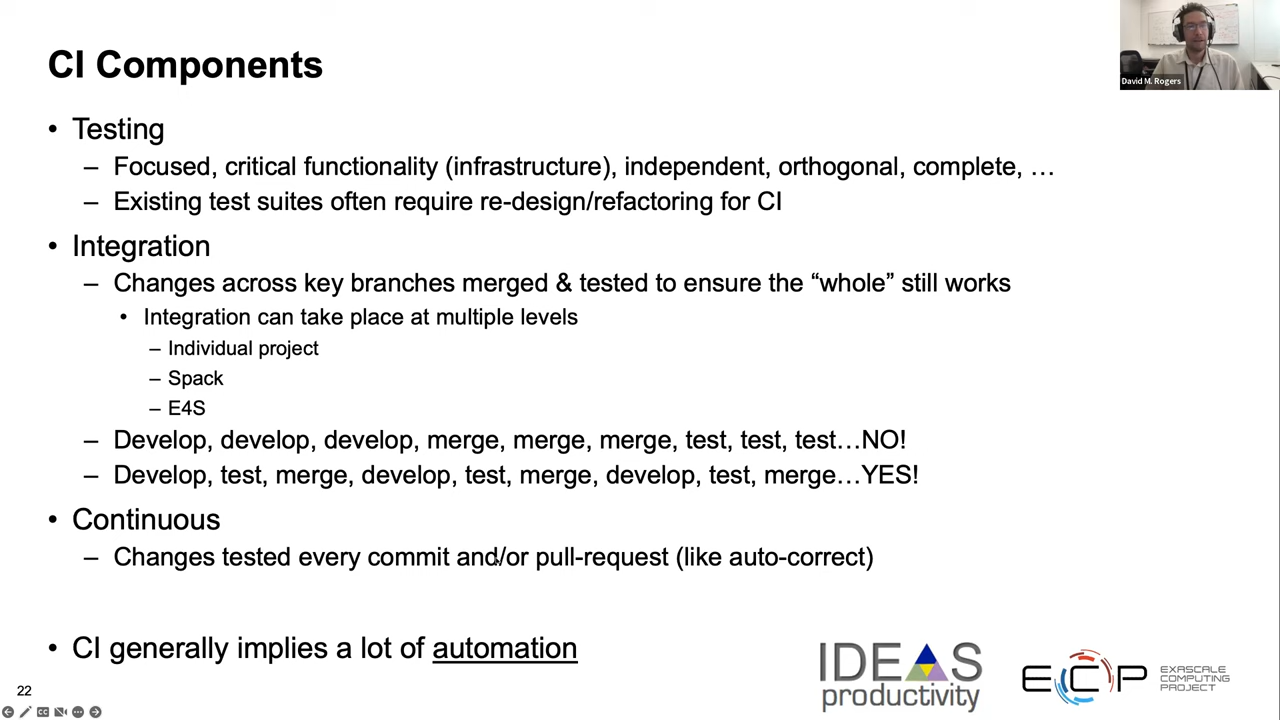 CI Components
David M. Rogers
• Testing
– Focused, critical functionality (infrastructure), independent, orthogonal, complete, …
– Existing test suites often require re-design/refactoring for CI
• Integration
– Changes across key branches merged & tested to ensure the “whole” still works
• Integration can take place at multiple levels
– Individual project
– Spack
– E4S
– Develop, develop, develop, merge, merge, merge, test, test, test…NO!
– Develop, test, merge, develop, test, merge, develop, test, merge…YES!
• Continuous
– Changes tested every commit and/or pull-request (like auto-correct)
• CI generally implies a lot of automation
IDEAS
productivity
ECP
EXASCALE
COMPUTING
PROJECT
22